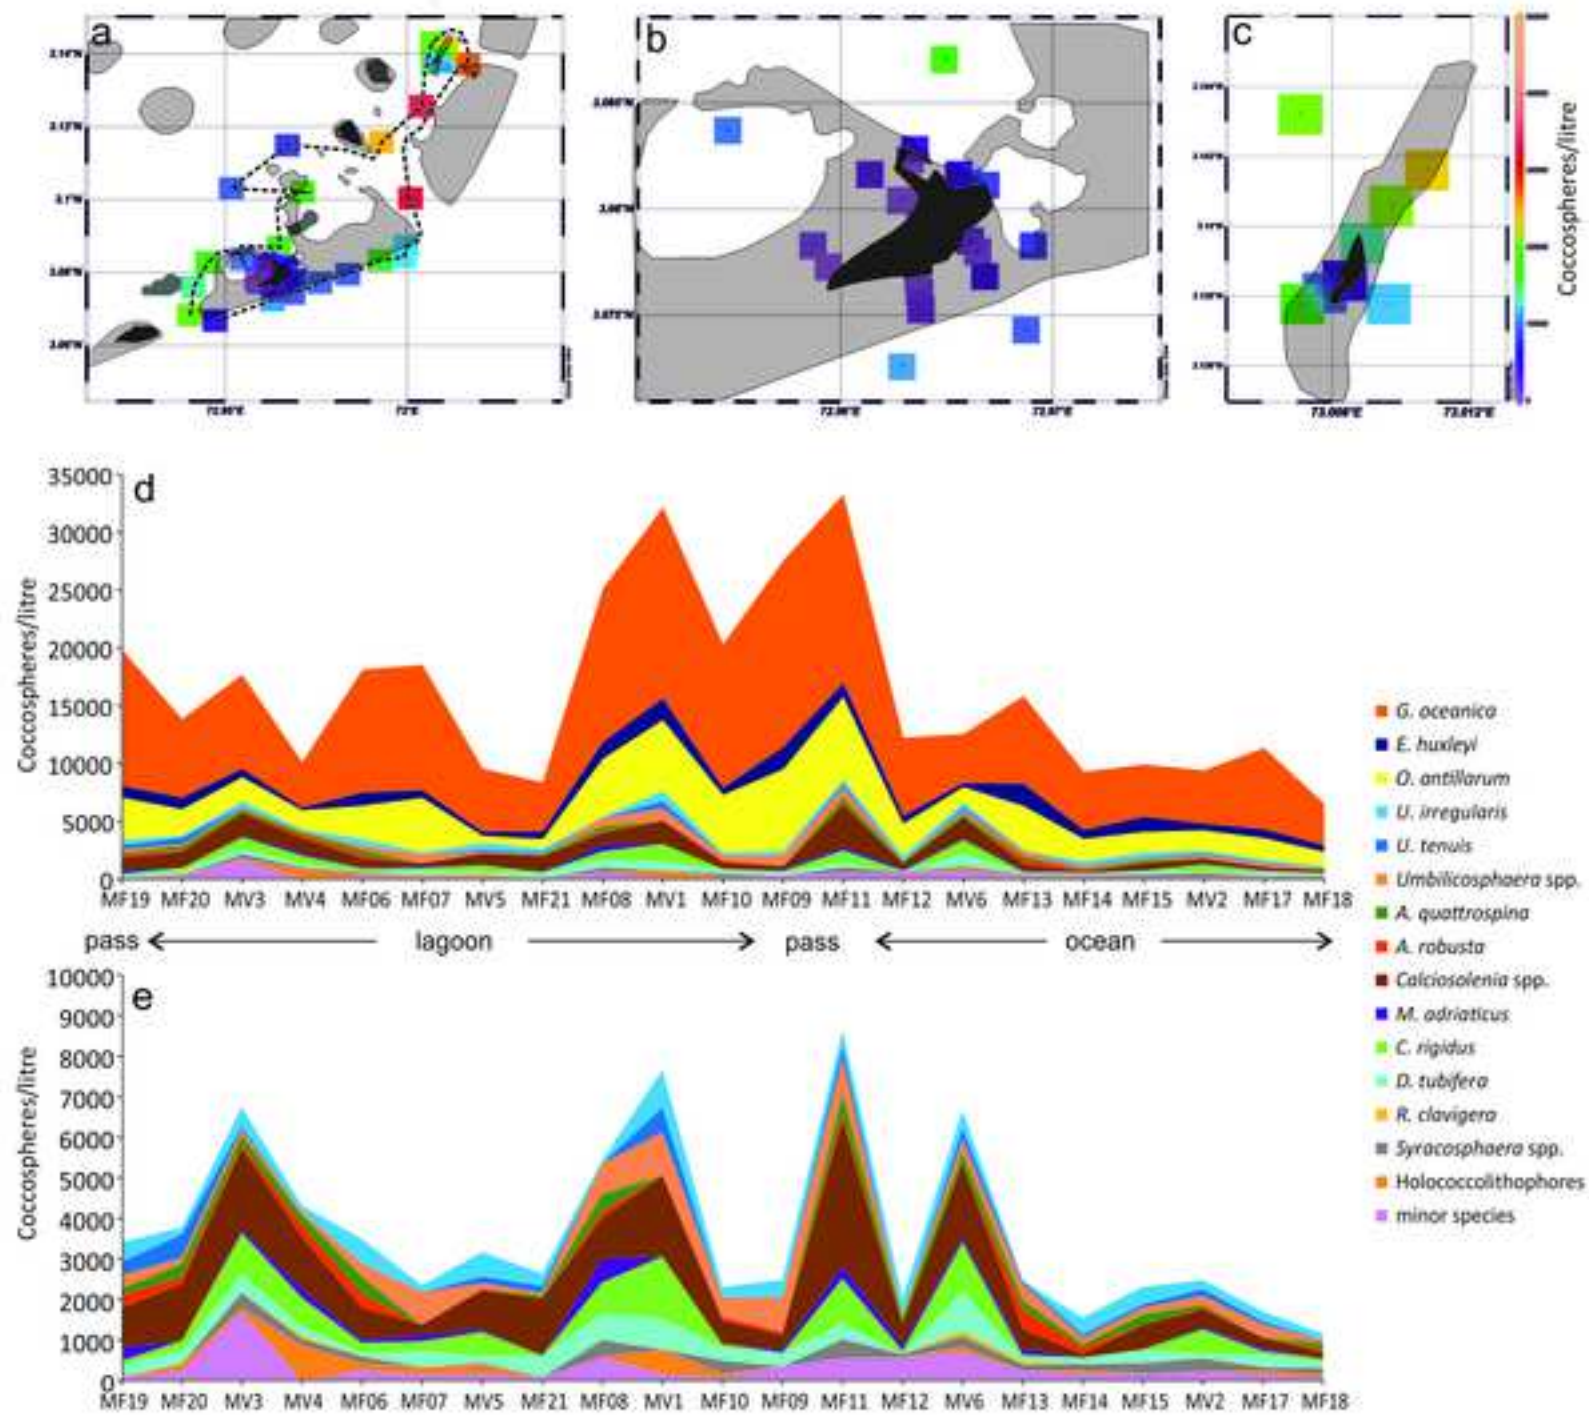 a
b
c
73.006°E
73.012°E
Coccospheres/litre
d
35000
30000
25000
20000
15000
10000
5000
0
Coccospheres/litre
MF19 MF20 MV3 MV4 MF06 MF07 MV5 MF21 MF08 MV1 MF10 MF09 MF11 MF12 MV6 MF13 MF14 MF15 MV2 MF17 MF18
pass lagoon pass ocean
e
10000
9000
8000
7000
6000
5000
4000
3000
2000
1000
0
Coccospheres/litre
MF19 MF20 MV3 MV4 MF06 MF07 MV5 MF21 MF08 MV1 MF10 MF09 MF11 MF12 MV6 MF13 MF14 MF15 MV2 MF17 MF18
G. oceanica
E. huxleyi
O. antillarum
U. irregularis
U. tenuis
Umbilicosphaera spp.
A. quattrospina
A. robusta
Calciosolenia spp.
M. adriaticus
C. rigidus
D. tubifera
R. clavigera
Syracosphaera spp.
Holococcolithophores
minor species